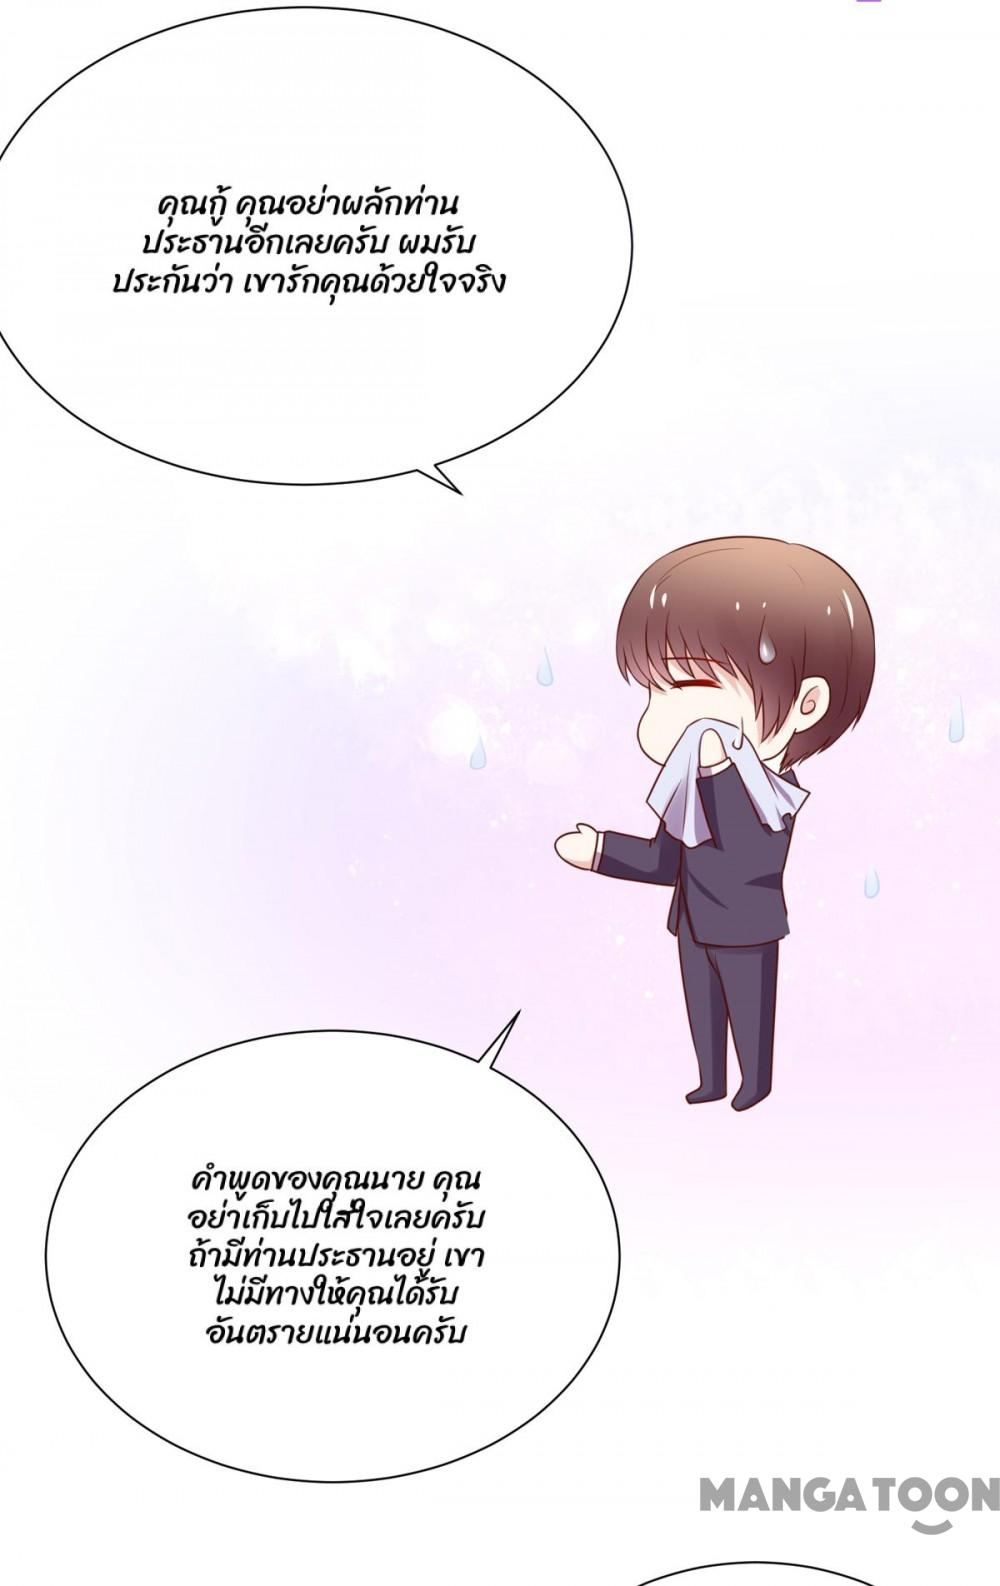 คุณกู้ คุณอย่าผลักท่าน
ประธานอีกเลยครับ ผมรับ
ประกันว่า เขารักคุณด้วยใจจริง
คำพูดของคุณนาย คุณ
อย่าเก็บไปใส่ใจเลยครับ
ถ้ามีท่านประธานอยู่ เขา
ไม่มีทางให้คุณได้รับ
อันตรายแน่นอนครับ
MANGATOON